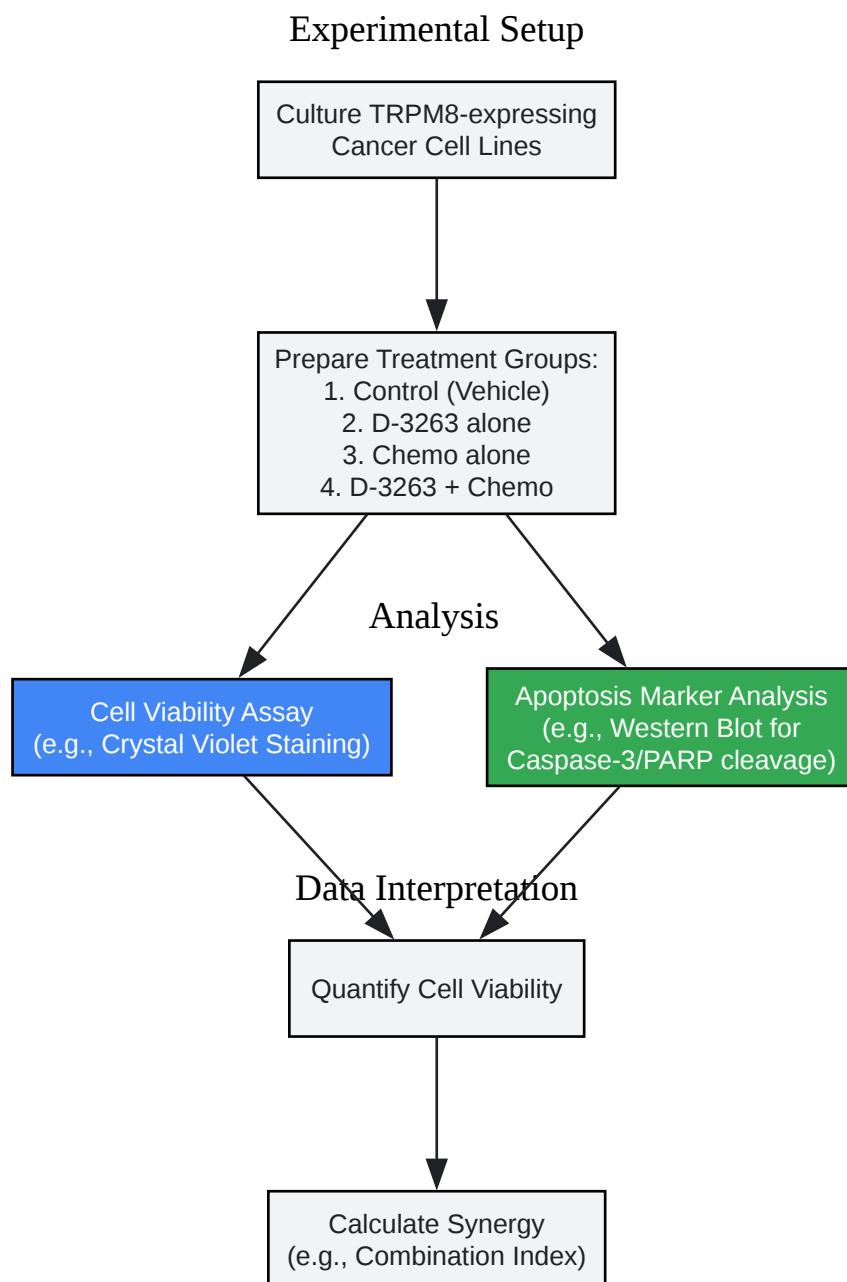 Experimental Setup
Culture TRPM8-expressing
Cancer Cell Lines
Prepare Treatment Groups:
1. Control (Vehicle)
2. D-3263 alone
3. Chemo alone
4. D-3263 + Chemo
Analysis
Cell Viability Assay
(e.g., Crystal Violet Staining)
Apoptosis Marker Analysis
(e.g., Western Blot for
Caspase-3/PARP cleavage)
Data Interpretation
Quantify Cell Viability
Calculate Synergy
(e.g., Combination Index)